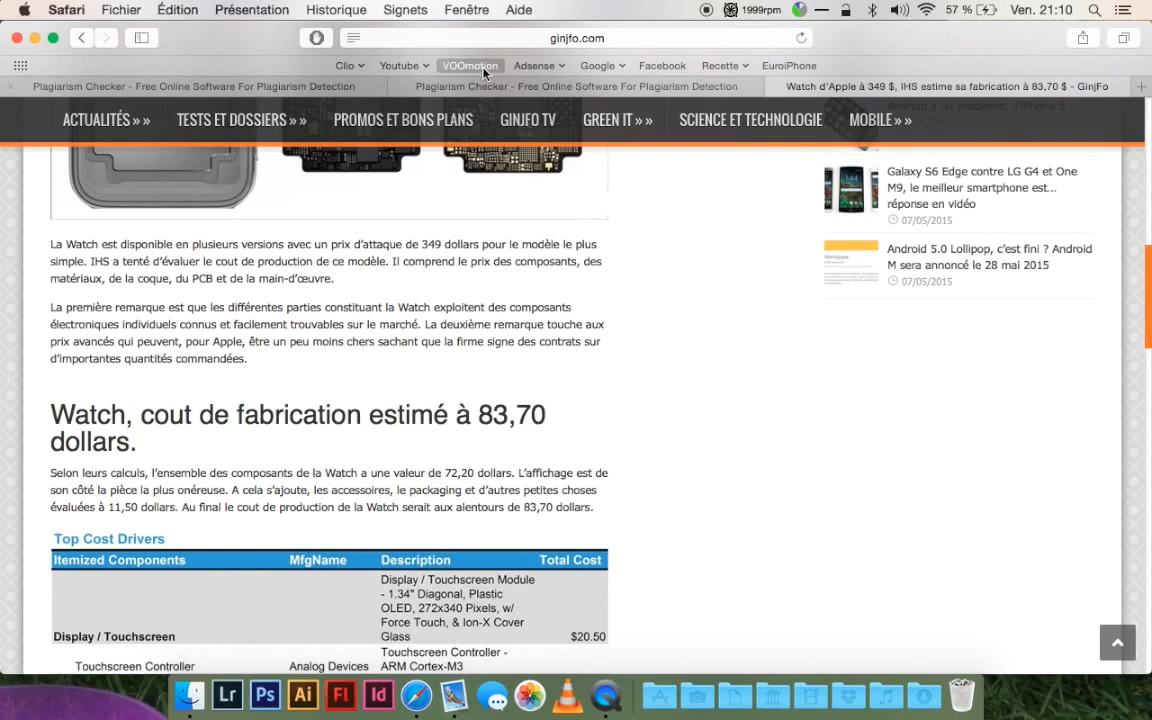 Safari Fichier Édition Présentation Historique Signets Fenêtre Aide 1999rpm 57 % Ven. 21:10
ginjfo.com
Clio Youtube VOOmotion Adsense Google Facebook Recette EuroiPhone
Plagiarism Checker - Free Online Software For Plagiarism Detection
Plagiarism Checker - Free Online Software For Plagiarism Detection
Watch d'Apple à 349 $, IHS estime sa fabrication à 83,70 $ - GinjFo
ACTUALITÉS » » TESTS ET DOSSIERS » » PROMOS ET BONS PLANS GINJFO TV GREEN IT » » SCIENCE ET TECHNOLOGIE MOBILE » »
Android a un problème, l'iPhone 6
Galaxy S6 Edge contre LG G4 et One
M9, le meilleur smartphone est...
réponse en vidéo
07/05/2015
Android 5.0 Lollipop, c'est fini ? Android
M sera annoncé le 28 mai 2015
07/05/2015
La Watch est disponible en plusieurs versions avec un prix d'attaque de 349 dollars pour le modèle le plus
simple. IHS a tenté d'évaluer le cout de production de ce modèle. Il comprend le prix des composants, des
matériaux, de la coque, du PCB et de la main-d'œuvre.
La première remarque est que les différentes parties constituant la Watch exploitent des composants
électroniques individuels connus et facilement trouvables sur le marché. La deuxième remarque touche aux
prix avancés qui peuvent, pour Apple, être un peu moins chers sachant que la firme signe des contrats sur
d'importantes quantités commandées.
Watch, cout de fabrication estimé à 83,70
dollars.
Selon leurs calculs, l'ensemble des composants de la Watch a une valeur de 72,20 dollars. L'affichage est de
son côté la pièce la plus onéreuse. A cela s'ajoute, les accessoires, le packaging et d'autres petites choses
évaluées à 11,50 dollars. Au final le cout de production de la Watch serait aux alentours de 83,70 dollars.
Top Cost Drivers
Itemized Components MfgName Description Total Cost
Display / Touchscreen Module
- 1.34" Diagonal, Plastic
OLED, 272x340 Pixels, w/
Force Touch, & Ion-X Cover
Display / Touchscreen Glass $20.50
Touchscreen Controller -
Touchscreen Controller Analog Devices ARM Cortex-M3
Lr Ps Ai Fl Id